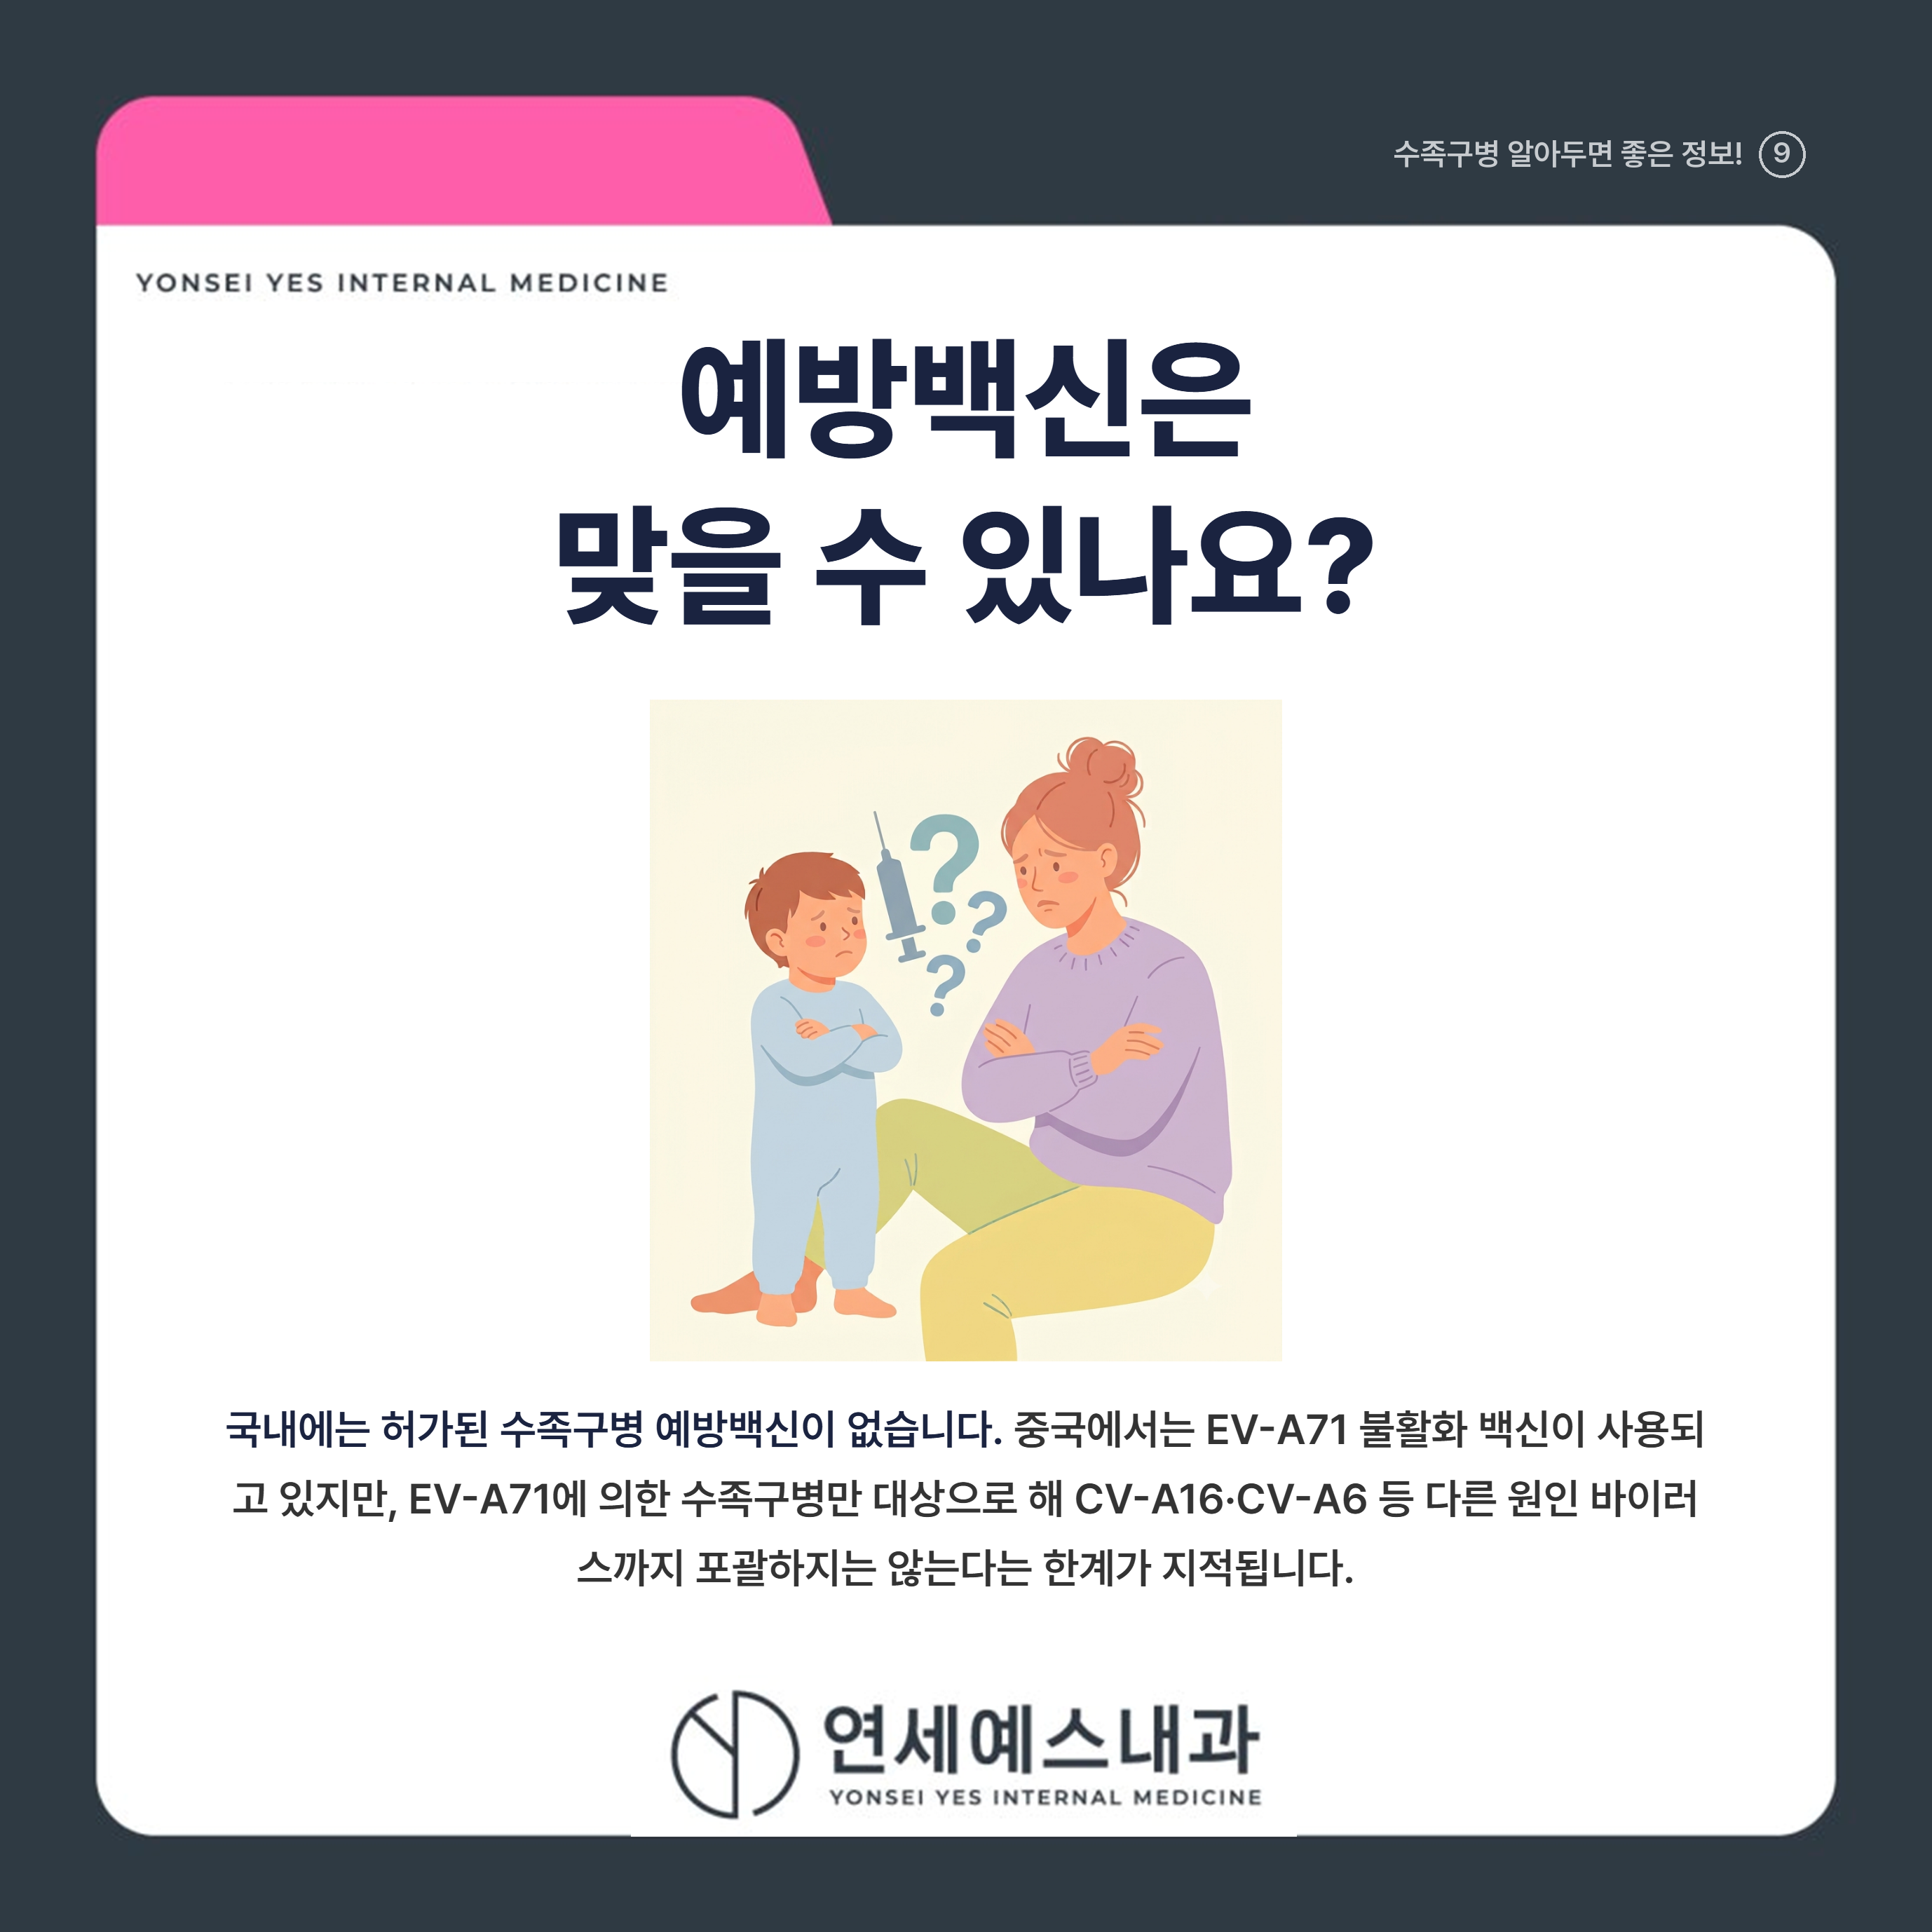 수족구병 알아두면 좋은 정보! 9
YONSEI YES INTERNAL MEDICINE
예방백신은
맞을 수 있나요?
? ? ?
국내에는 허가된 수족구병 예방백신이 없습니다. 중국에서는 EV-A71 불활화 백신이 사용되
고 있지만, EV-A71에 의한 수족구병만 대상으로 해 CV-A16·CV-A6 등 다른 원인 바이러
스까지 포괄하지는 않는다는 한계가 지적됩니다.
연세예스내과
YONSEI YES INTERNAL MEDICINE